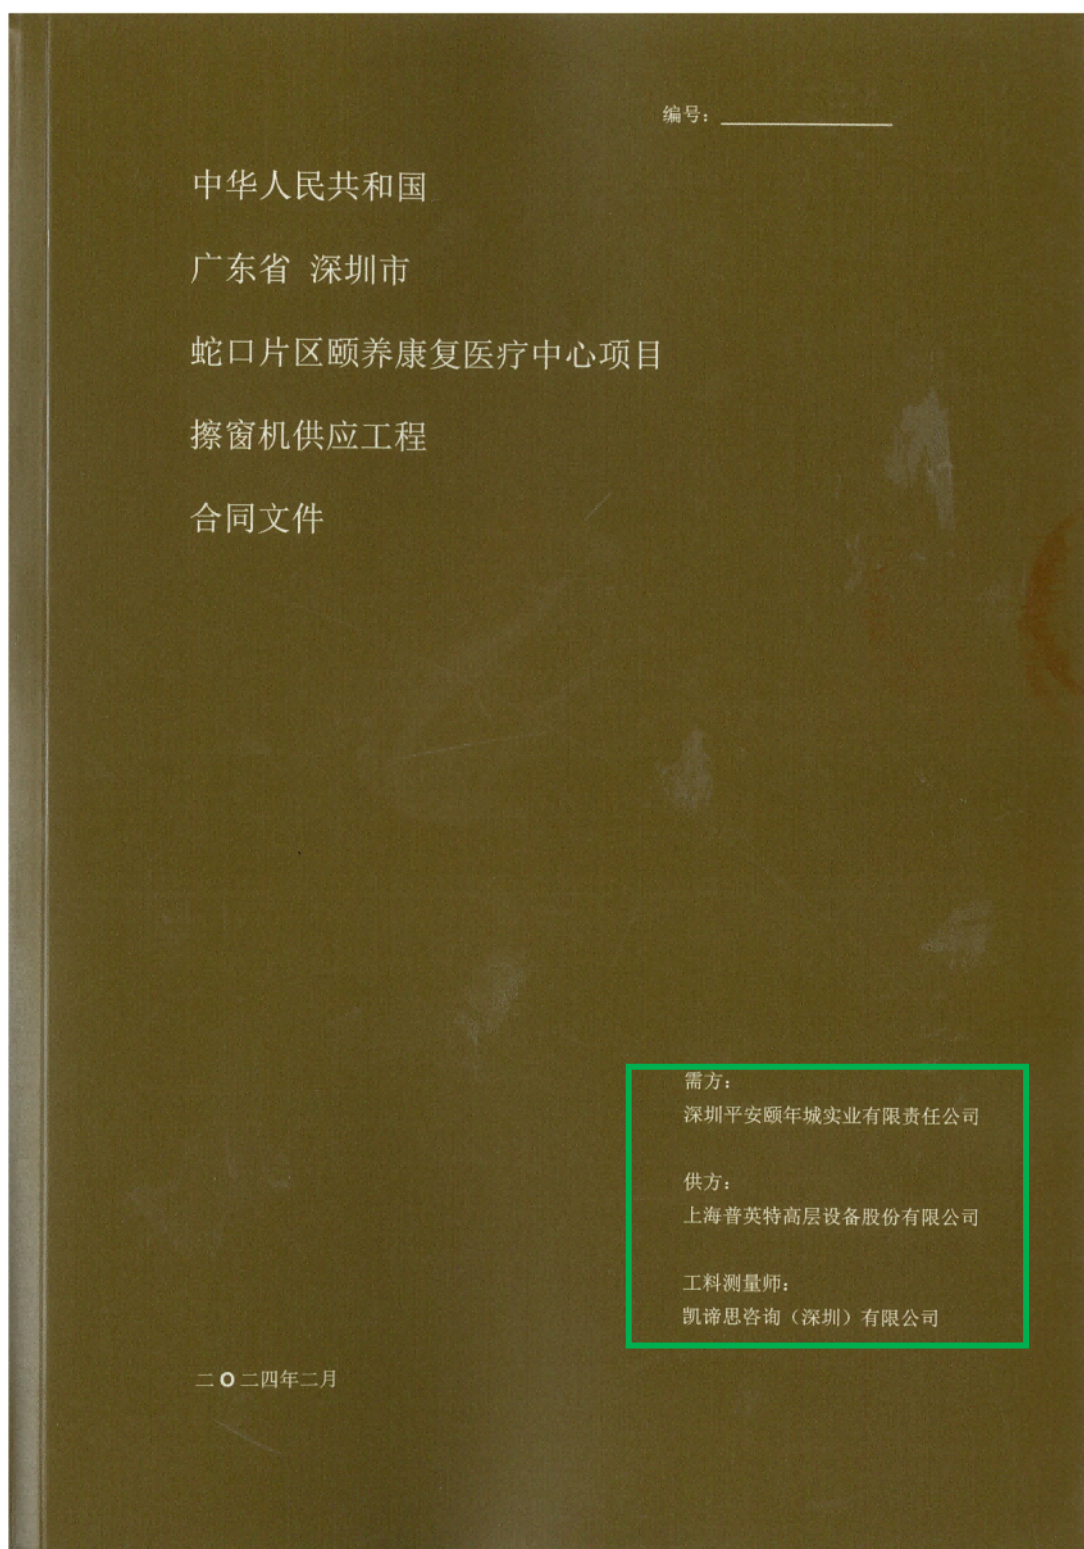 编号：
中华人民共和国
广东省 深圳市
蛇口片区颐养康复医疗中心项目
擦窗机供应工程
合同文件
需方：
深圳平安颐年城实业有限责任公司
供方：
上海普英特高层设备股份有限公司
工料测量师：
凯谛思咨询（深圳）有限公司
二O二四年二月